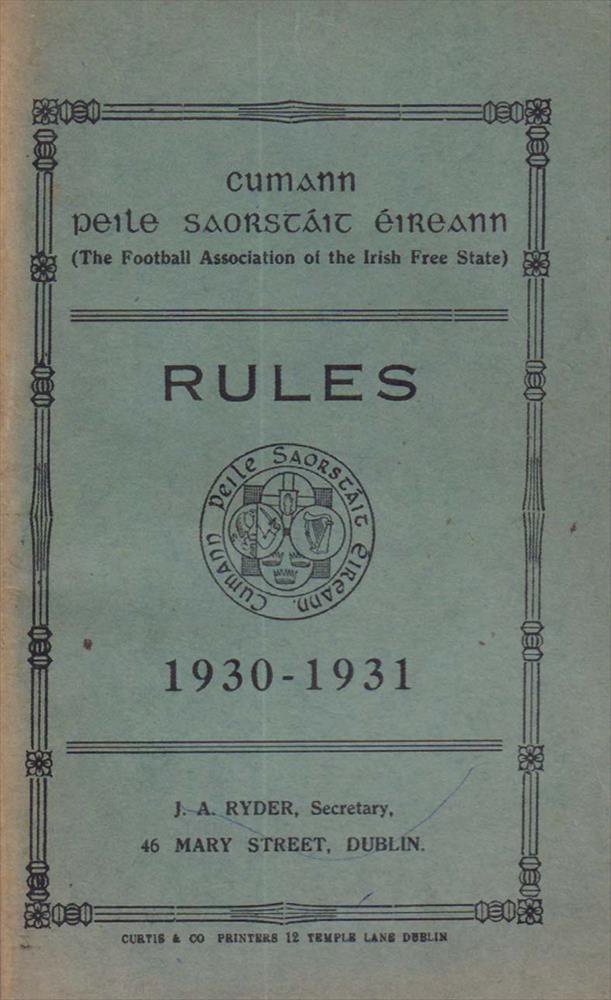 Cumann
Peile Saorstáit Éireann
(The Football Association of the Irish Free State)
RULES
Cumann Peile Saorstáit Éireann.
1930-1931
J. A. RYDER, Secretary,
46 MARY STREET, DUBLIN.
CURTIS & CO PRINTERS 12 TEMPLE LANE DUBLIN